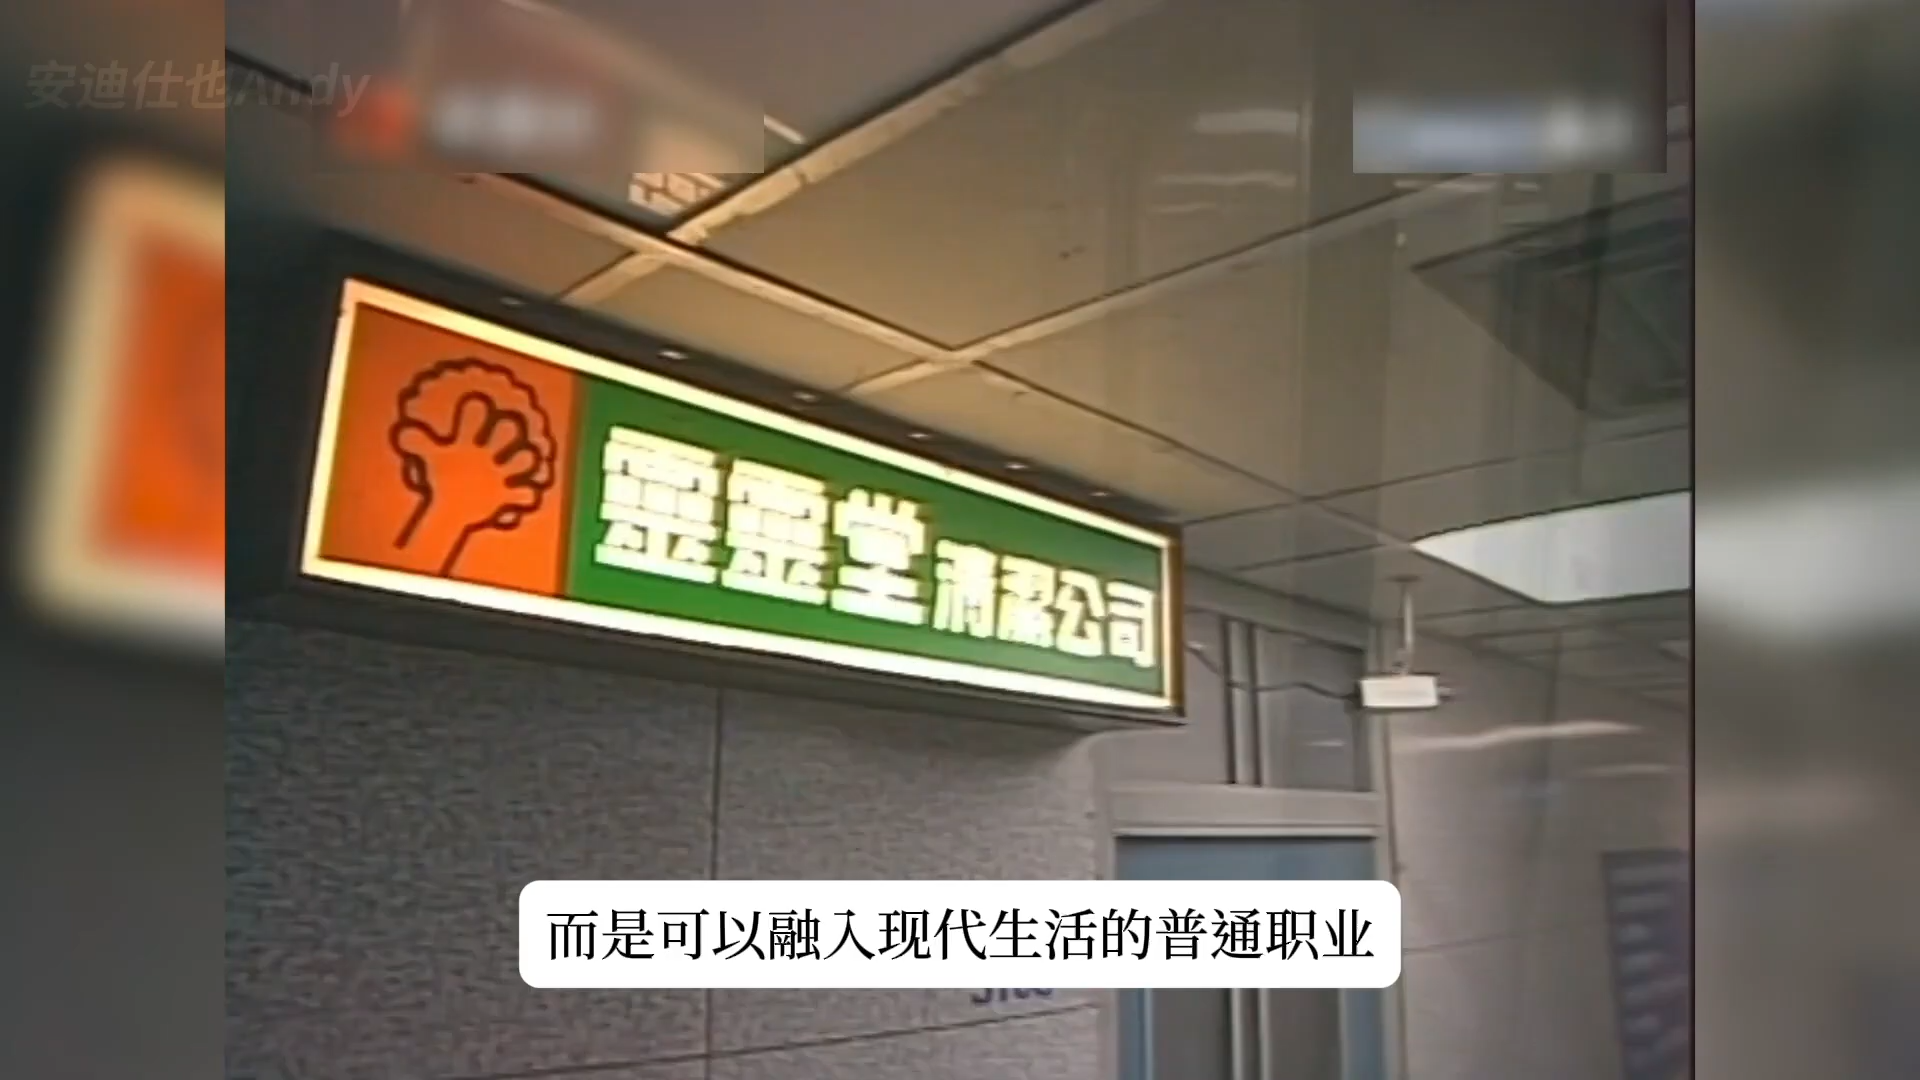 安迪仕也Andy
靈靈堂清潔公司
而是可以融入现代生活的普通职业